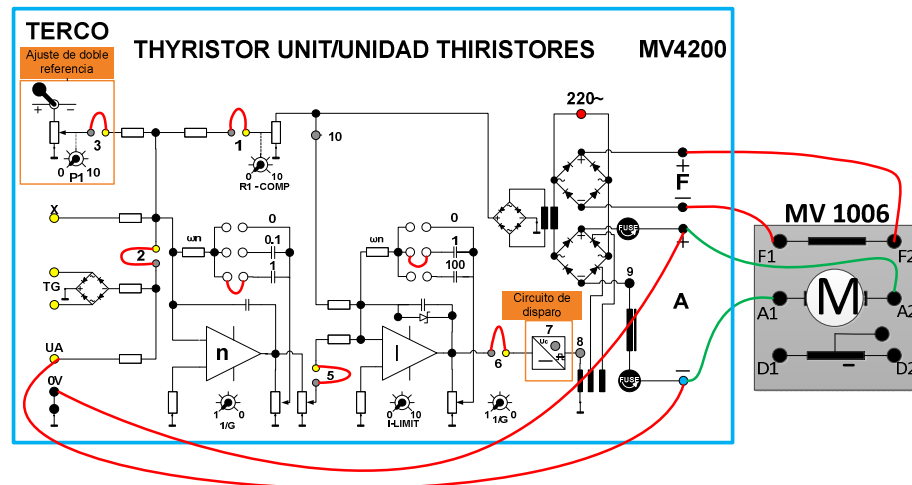 TERCO
THYRISTOR UNIT/UNIDAD THIRISTORES
MV4200
Ajuste de doble
referencia
+ −
3
0 10
P1
1
0 10
R1 -COMP
10
220~
+
F
−
MV 1006
F1
F2
X
2
TG
UA
0V
ωn
0
0.1
1
ωn
0
1
100
FUSE
+
9
A
M
A1
A2
D1
D2
Circuito de
disparo
7
Uc
8
n
I
5
6
1 0
1/G
0 10
I-LIMIT
1 0
1/G
FUSE
−